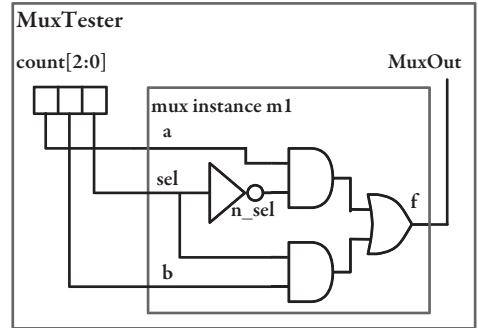 MuxTester
count[2:0]
MuxOut
mux instance m1
a
sel
n_sel
f
b